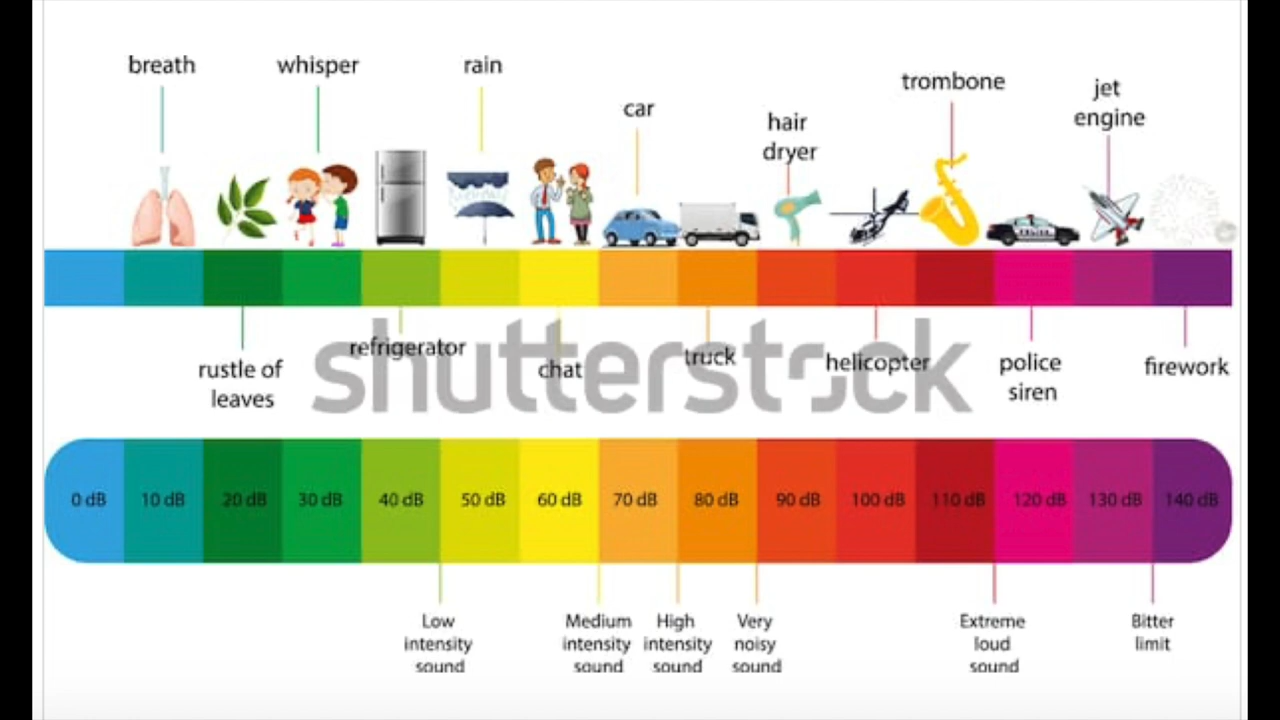 breath
whisper
rain
car
hair
dryer
trombone
jet
engine
rustle of
leaves
refrigerator
chat
truck
helicopter
police
siren
firework
shutterstock
0 dB
10 dB
20 dB
30 dB
40 dB
50 dB
60 dB
70 dB
80 dB
90 dB
100 dB
110 dB
120 dB
130 dB
140 dB
Low
intensity
sound
Medium
intensity
sound
High
intensity
sound
Very
noisy
sound
Extreme
loud
sound
Bitter
limit